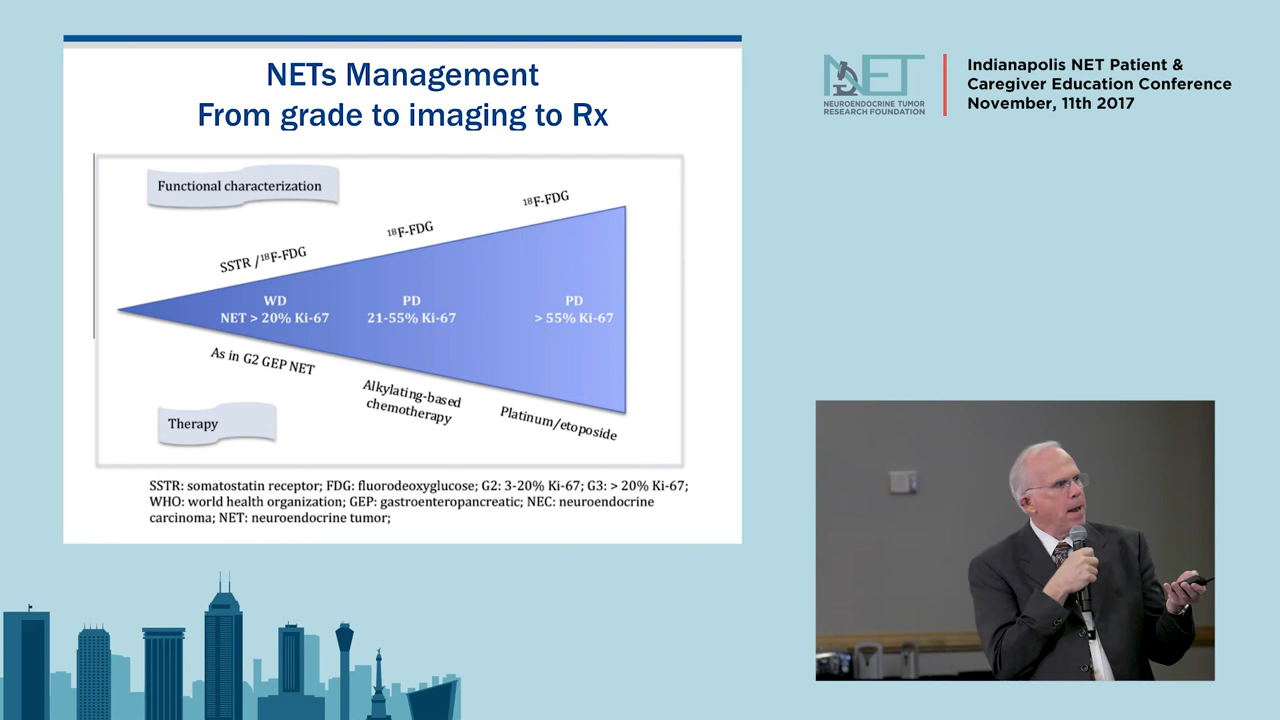 NETs Management
From grade to imaging to Rx
Functional characterization
SSTR /¹⁸F-FDG
¹⁸F-FDG
¹⁸F-FDG
WD
NET > 20% Ki-67
PD
21-55% Ki-67
PD
> 55% Ki-67
As in G2 GEP NET
Alkylating-based
chemotherapy
Platinum/etoposide
Therapy
SSTR: somatostatin receptor; FDG: fluorodeoxyglucose; G2: 3-20% Ki-67; G3: > 20% Ki-67;
WHO: world health organization; GEP: gastroenteropancreatic; NEC: neuroendocrine
carcinoma; NET: neuroendocrine tumor;
NET
NEUROENDOCRINE TUMOR
RESEARCH FOUNDATION
Indianapolis NET Patient &
Caregiver Education Conference
November, 11th 2017